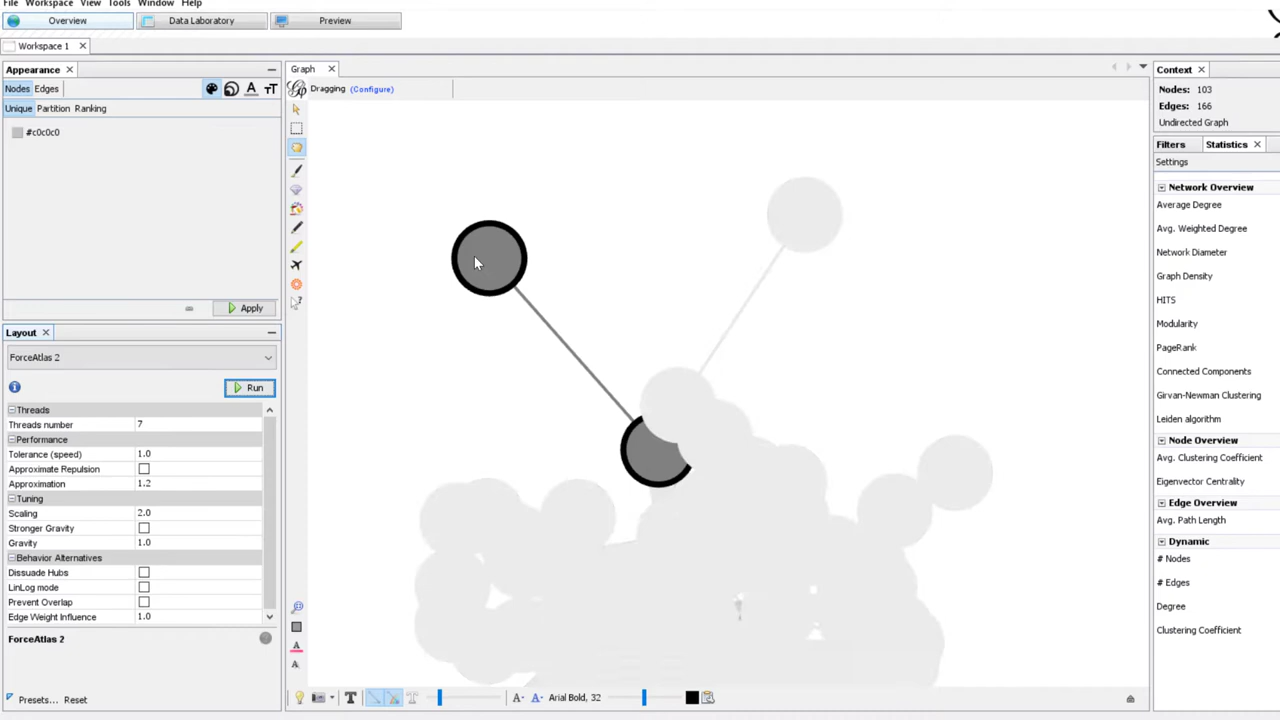 File Workspace View Tools Window Help
Overview Data Laboratory Preview
Workspace 1
Appearance
Nodes Edges
Unique Partition Ranking
#c0c0c0
Apply
Layout
ForceAtlas 2
Run
Threads
Threads number 7
Performance
Tolerance (speed) 1.0
Approximate Repulsion
Approximation 1.2
Tuning
Scaling 2.0
Stronger Gravity
Gravity 1.0
Behavior Alternatives
Dissuade Hubs
LinLog mode
Prevent Overlap
Edge Weight Influence 1.0
ForceAtlas 2
Presets... Reset
Graph
Dragging (Configure)
Arial Bold, 32
Context
Nodes: 103
Edges: 166
Undirected Graph
Filters Statistics
Settings
Network Overview
Average Degree
Avg. Weighted Degree
Network Diameter
Graph Density
HITS
Modularity
PageRank
Connected Components
Girvan-Newman Clustering
Leiden algorithm
Node Overview
Avg. Clustering Coefficient
Eigenvector Centrality
Edge Overview
Avg. Path Length
Dynamic
# Nodes
# Edges
Degree
Clustering Coefficient